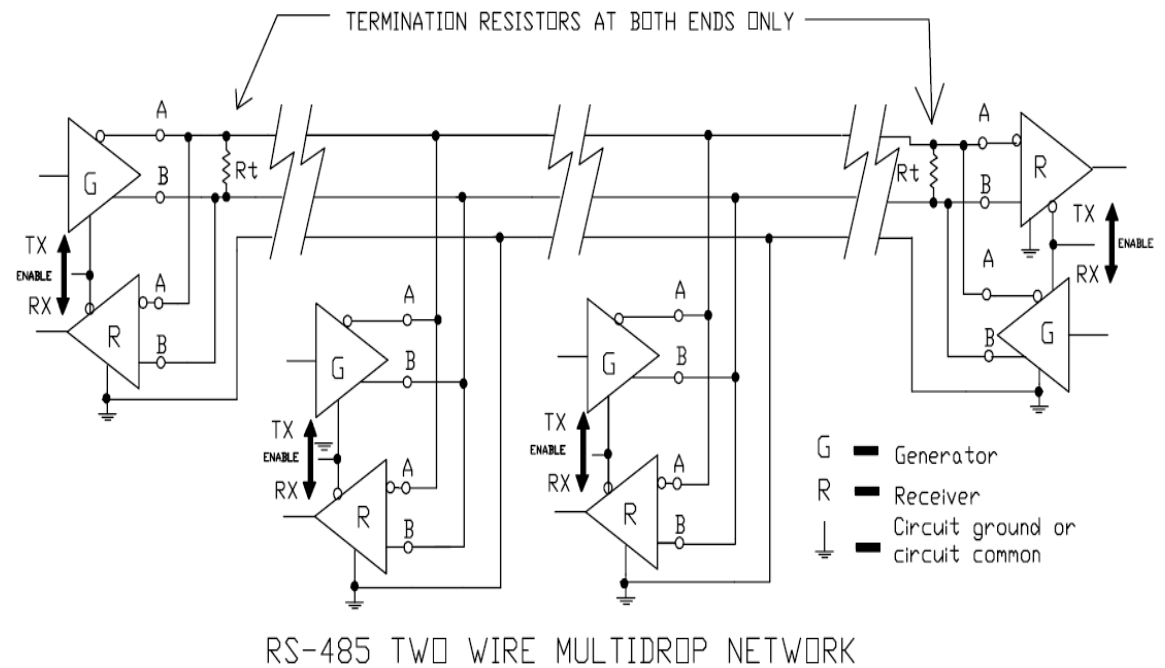 TERMINATION RESISTORS AT BOTH ENDS ONLY
A
A
G
B
Rt
Rt
B
R
TX
ENABLE
RX
TX
ENABLE
RX
A
R
B
A
B
G
A
G
B
A
G
B
TX
ENABLE
RX
A
R
B
TX
ENABLE
RX
A
R
B
G Generator
R Receiver
Circuit ground or
circuit common
RS-485 TWO WIRE MULTIDROP NETWORK